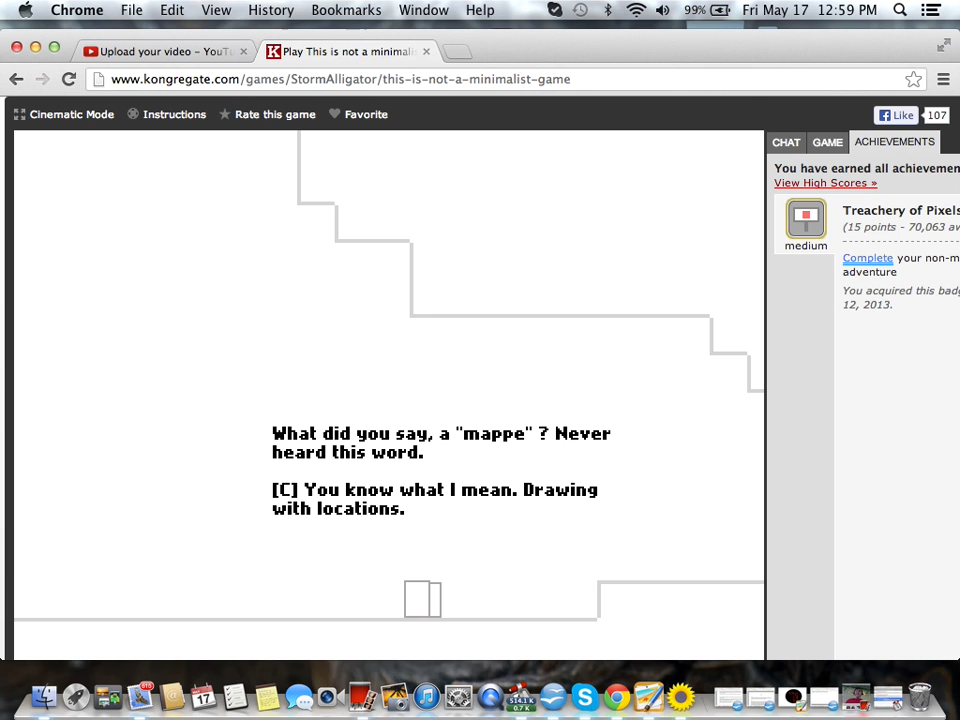 Chrome File Edit View History Bookmarks Window Help 99% Fri May 17 12:59 PM
Upload your video – YouTu
Play This is not a minimalis
www.kongregate.com/games/StormAlligator/this-is-not-a-minimalist-game
Cinematic Mode Instructions Rate this game Favorite
Like 107
CHAT GAME ACHIEVEMENTS
You have earned all achievemen
View High Scores »
Treachery of Pixels
(15 points - 70,063 aw
medium
Complete your non-m
adventure
You acquired this badg
12, 2013.
What did you say, a "mappe" ? Never
heard this word.
[C] You know what I mean. Drawing
with locations.